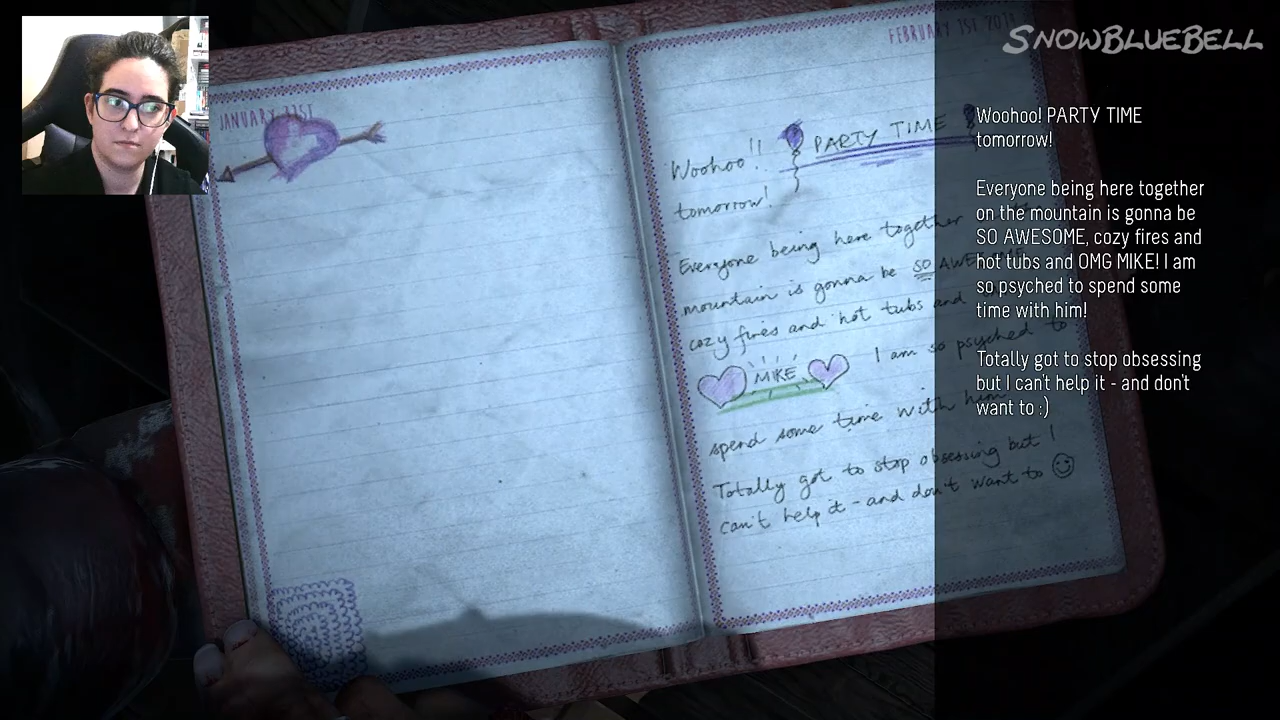 SNOWBLUEBELL
JANUARY 31ST
FEBRUARY 1ST
Woohoo!! PARTY TIME
tomorrow!
Everyone being here together
mountain is gonna be SO AWESOME
cozy fires and hot tubs and
MIKE I am so psyched to
spend some time with him
Totally got to stop obsessing but I
can't help it - and don't want to
Woohoo! PARTY TIME
tomorrow!
Everyone being here together
on the mountain is gonna be
SO AWESOME, cozy fires and
hot tubs and OMG MIKE! I am
so psyched to spend some
time with him!
Totally got to stop obsessing
but I can't help it - and don't
want to :)